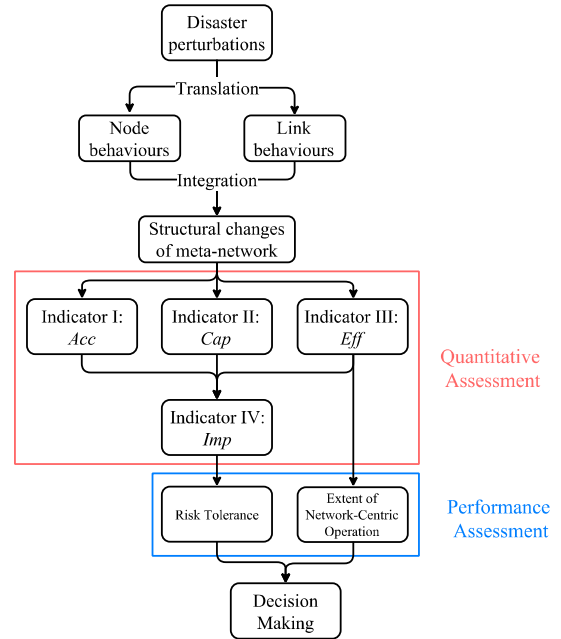 Disaster
perturbations
Translation
Node
behaviours
Link
behaviours
Integration
Structural changes
of meta-network
Indicator I:
Acc
Indicator II:
Cap
Indicator III:
Eff
Quantitative
Assessment
Indicator IV:
Imp
Risk Tolerance
Extent of
Network-Centric
Operation
Performance
Assessment
Decision
Making